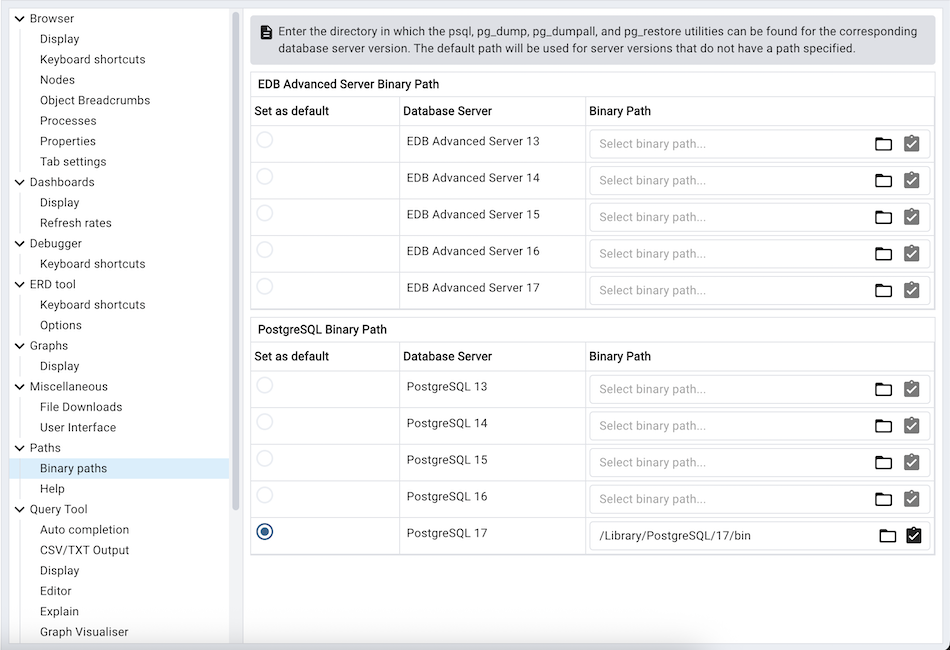 Browser
Display
Keyboard shortcuts
Nodes
Object Breadcrumbs
Processes
Properties
Tab settings
Dashboards
Display
Refresh rates
Debugger
Keyboard shortcuts
ERD tool
Keyboard shortcuts
Options
Graphs
Display
Miscellaneous
File Downloads
User Interface
Paths
Binary paths
Help
Query Tool
Auto completion
CSV/TXT Output
Display
Editor
Explain
Graph Visualiser
Enter the directory in which the psql, pg_dump, pg_dumpall, and pg_restore utilities can be found for the corresponding
database server version. The default path will be used for server versions that do not have a path specified.
EDB Advanced Server Binary Path
Set as default Database Server Binary Path
EDB Advanced Server 13 Select binary path...
EDB Advanced Server 14 Select binary path...
EDB Advanced Server 15 Select binary path...
EDB Advanced Server 16 Select binary path...
EDB Advanced Server 17 Select binary path...
PostgreSQL Binary Path
Set as default Database Server Binary Path
PostgreSQL 13 Select binary path...
PostgreSQL 14 Select binary path...
PostgreSQL 15 Select binary path...
PostgreSQL 16 Select binary path...
PostgreSQL 17 /Library/PostgreSQL/17/bin